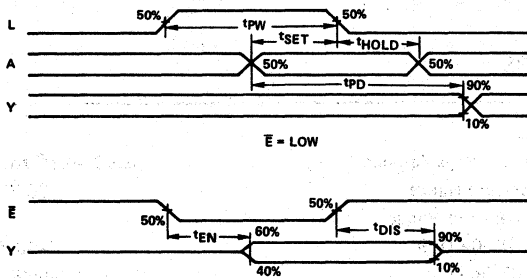 L 50% tPW 50%
tSET tHOLD
A 50% 50%
tPD
Y 90%
10%
E̅ = LOW
E̅ 50% 50%
tEN 60% tDIS 90%
Y 40% 10%